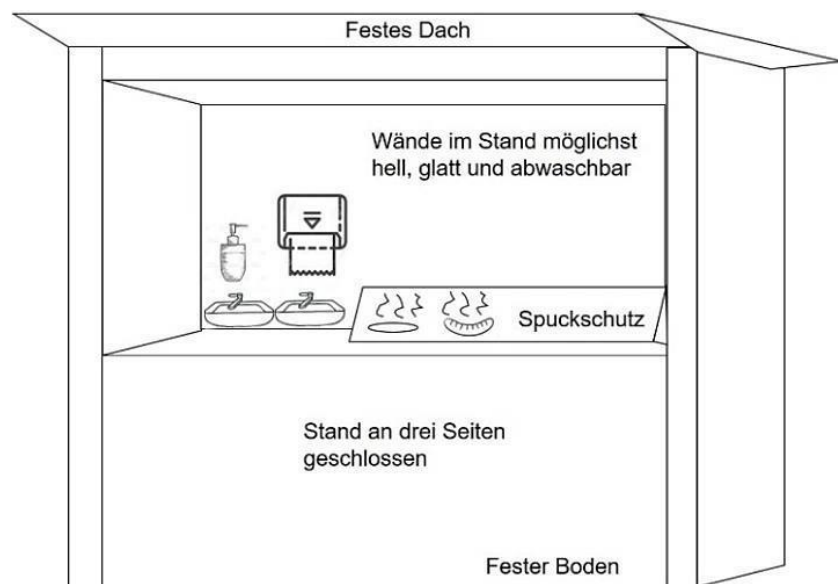 Festes Dach
Wände im Stand möglichst
hell, glatt und abwaschbar
Spuckschutz
Stand an drei Seiten
geschlossen
Fester Boden